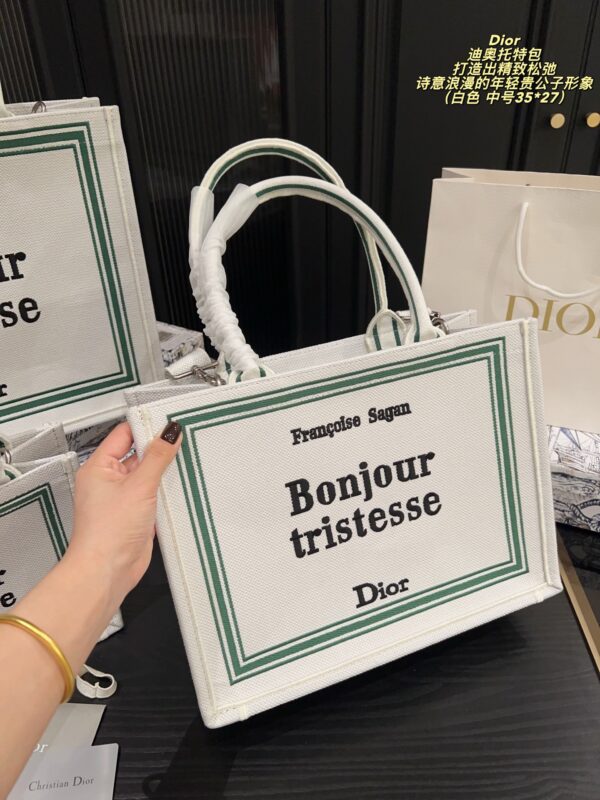 Dior
迪奥托特包
打造出精致松弛
诗意浪漫的年轻贵公子形象
（白色 中号35*27）
Françoise Sagan
Bonjour
tristesse
Dior
DIOR
Christian Dior